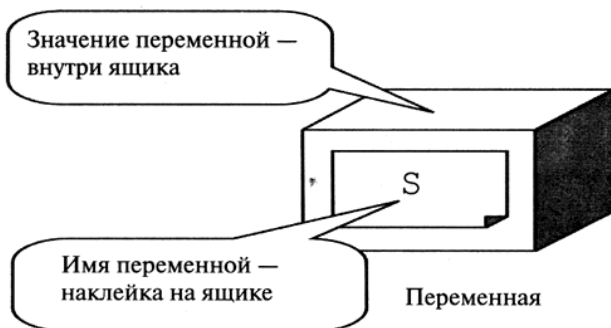 Значение переменной —
внутри ящика
S
Имя переменной —
наклейка на ящике
Переменная